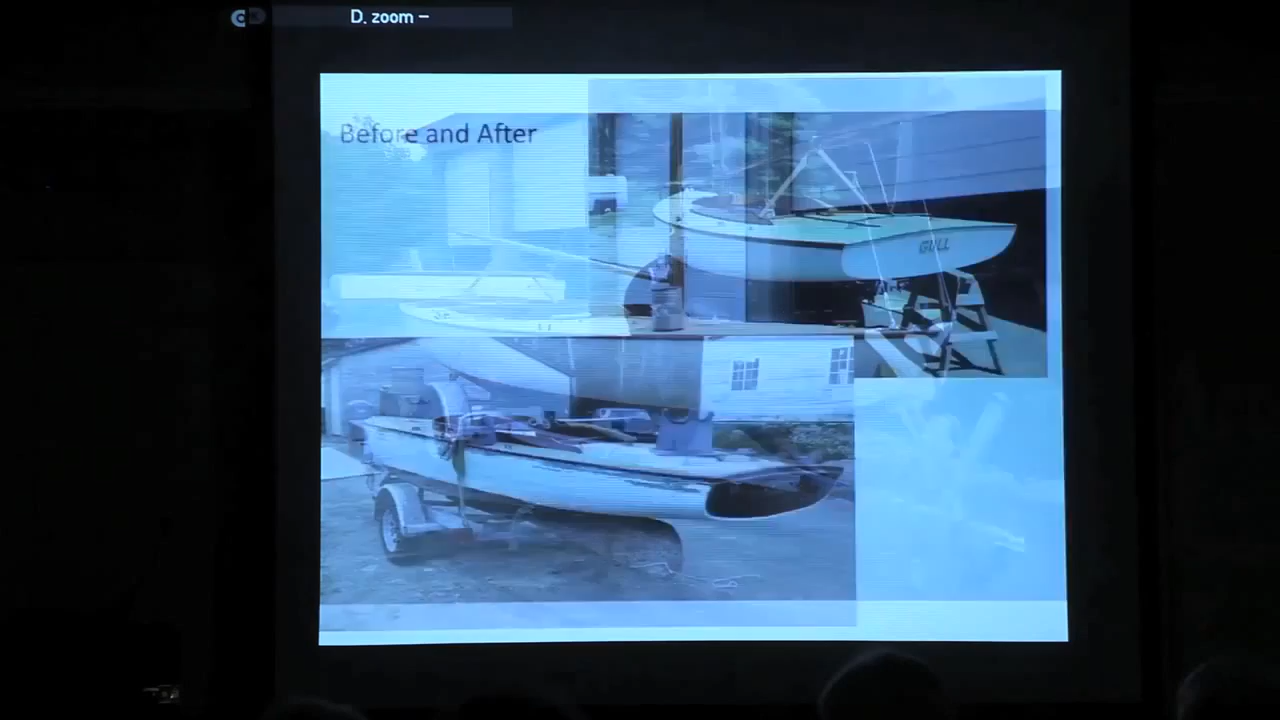 D. zoom –
Before and After
GULL